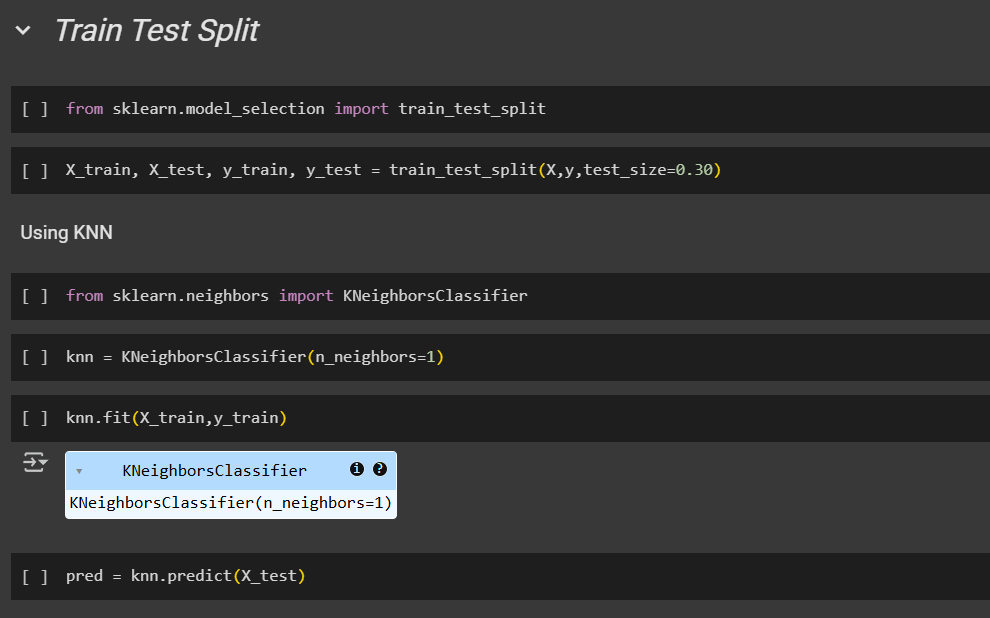 Train Test Split
[ ] from sklearn.model_selection import train_test_split
[ ] X_train, X_test, y_train, y_test = train_test_split(X,y,test_size=0.30)
Using KNN
[ ] from sklearn.neighbors import KNeighborsClassifier
[ ] knn = KNeighborsClassifier(n_neighbors=1)
[ ] knn.fit(X_train,y_train)
KNeighborsClassifier i ?
KNeighborsClassifier(n_neighbors=1)
[ ] pred = knn.predict(X_test)